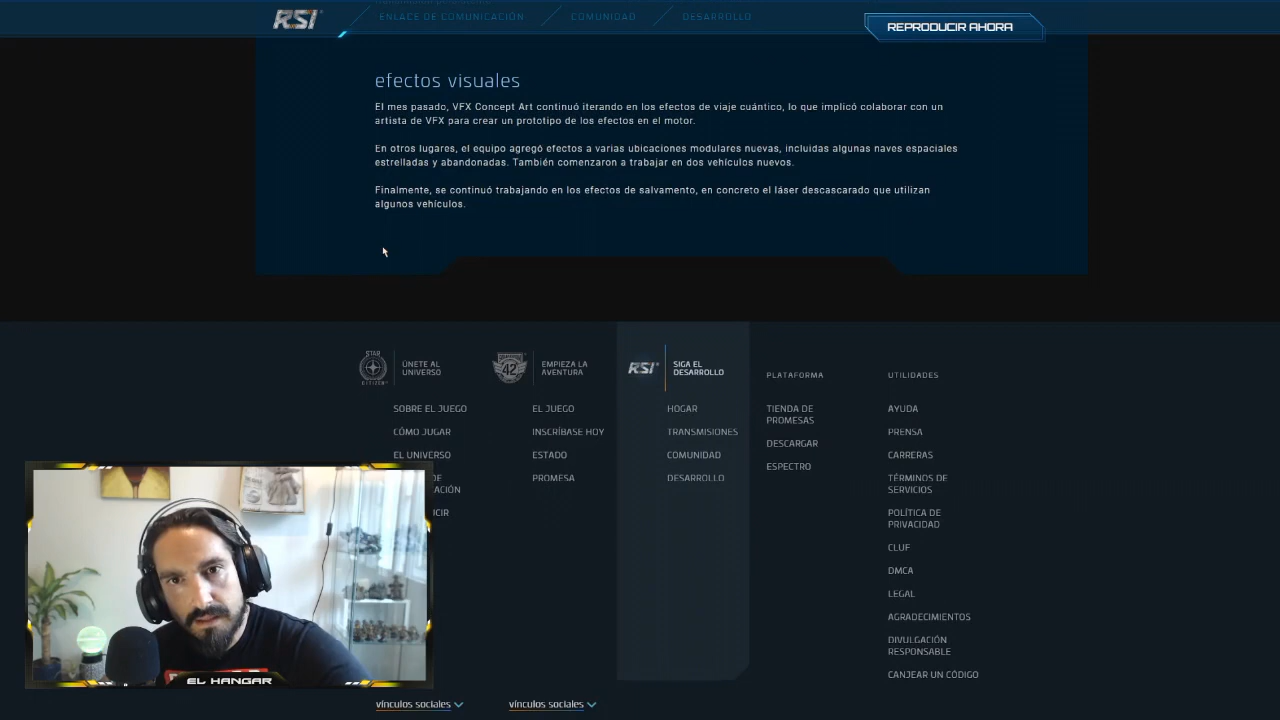 RSI
ENLACE DE COMUNICACIÓN
COMUNIDAD
DESARROLLO
REPRODUCIR AHORA
efectos visuales
El mes pasado, VFX Concept Art continuó iterando en los efectos de viaje cuántico, lo que implicó colaborar con un
artista de VFX para crear un prototipo de los efectos en el motor.
En otros lugares, el equipo agregó efectos a varias ubicaciones modulares nuevas, incluidas algunas naves espaciales
estrelladas y abandonadas. También comenzaron a trabajar en dos vehículos nuevos.
Finalmente, se continuó trabajando en los efectos de salvamento, en concreto el láser descascarado que utilizan
algunos vehículos.
STAR
CITIZEN
ÚNETE AL
UNIVERSO
SOBRE EL JUEGO
CÓMO JUGAR
EL UNIVERSO
DE
ACIÓN
UCIR
42
EMPIEZA LA
AVENTURA
EL JUEGO
INSCRÍBASE HOY
ESTADO
PROMESA
RSI
SIGA EL
DESARROLLO
HOGAR
TRANSMISIONES
COMUNIDAD
DESARROLLO
PLATAFORMA
TIENDA DE
PROMESAS
DESCARGAR
ESPECTRO
UTILIDADES
AYUDA
PRENSA
CARRERAS
TÉRMINOS DE
SERVICIOS
POLÍTICA DE
PRIVACIDAD
CLUF
DMCA
LEGAL
AGRADECIMIENTOS
DIVULGACIÓN
RESPONSABLE
CANJEAR UN CÓDIGO
EL HANGAR
vínculos sociales
vínculos sociales